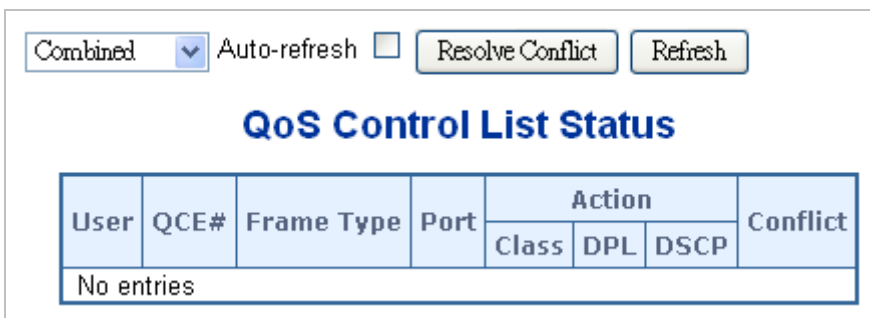 Combined Auto-refresh Resolve Conflict Refresh
QoS Control List Status
User QCE# Frame Type Port Action Conflict
Class DPL DSCP
No entries